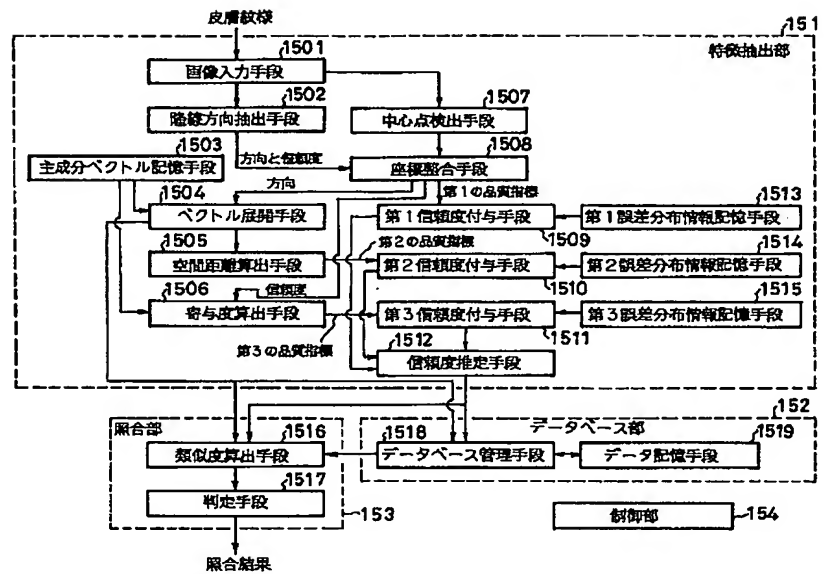 皮膚紋様
151
特徴抽出部
1501
画像入力手段
1502
隆線方向抽出手段
1507
中心点検出手段
1503
主成分ベクトル記憶手段
方向と信頼度
1508
座標整合手段
1504
方向
第1の品質指標
1513
ベクトル展開手段
第1信頼度付与手段
第1誤差分布情報記憶手段
1505
1509
第2の品質指標
1514
空間距離算出手段
第2信頼度付与手段
第2誤差分布情報記憶手段
1506
信頼度
1510
1515
寄与度算出手段
第3信頼度付与手段
第3誤差分布情報記憶手段
第3の品質指標
1512
1511
信頼度推定手段
152
照合部
データベース部
1516
1518
1519
類似度算出手段
データベース管理手段
データ記憶手段
1517
判定手段
153
制御部
154
照合結果